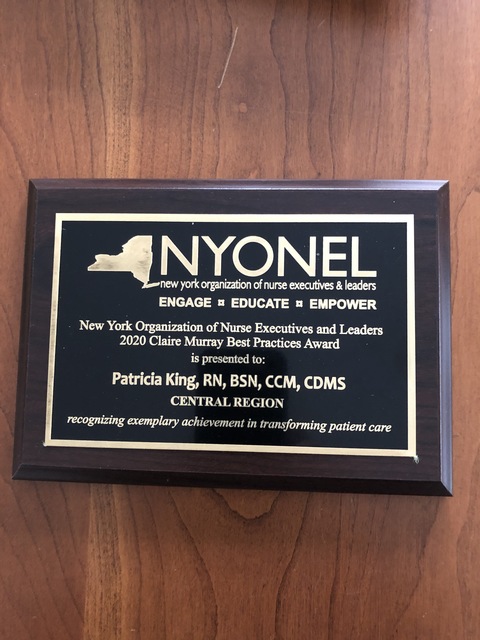 NYONEL
new york organization of nurse executives & leaders
ENGAGE ¤ EDUCATE ¤ EMPOWER
New York Organization of Nurse Executives and Leaders
2020 Claire Murray Best Practices Award
is presented to:
Patricia King, RN, BSN, CCM, CDMS
CENTRAL REGION
recognizing exemplary achievement in transforming patient care